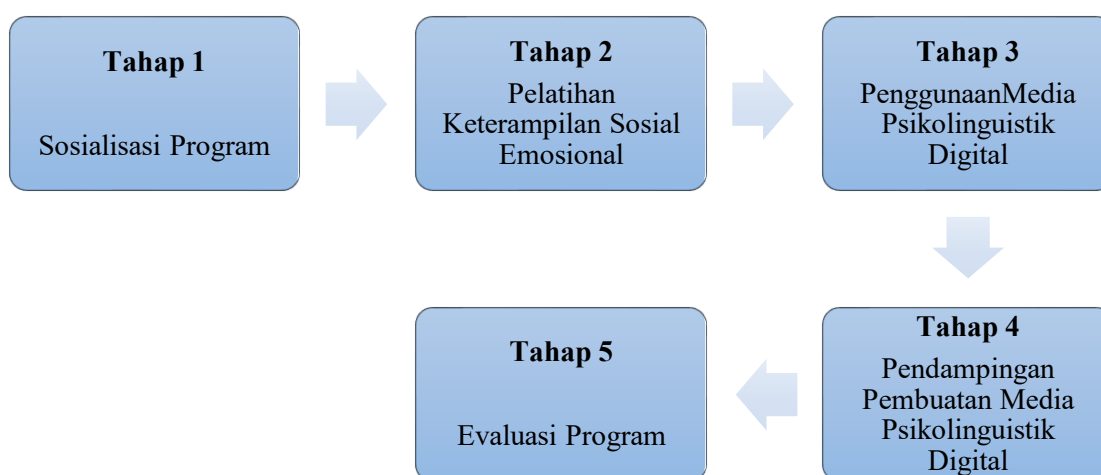 Tahap 1
Sosialisasi Program
Tahap 2
Pelatihan
Keterampilan Sosial
Emosional
Tahap 3
PenggunaanMedia
Psikolinguistik
Digital
Tahap 4
Pendampingan
Pembuatan Media
Psikolinguistik
Digital
Tahap 5
Evaluasi Program